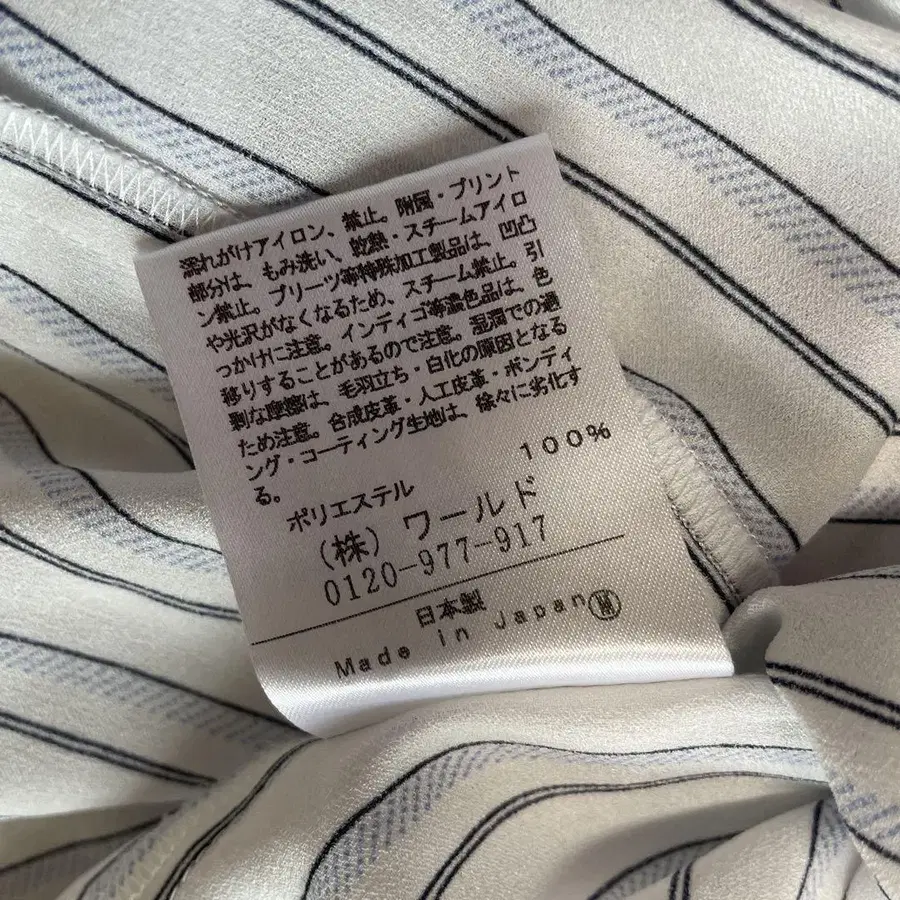 濡れがけアイロン、禁止。附属・プリント
部分は、もみ洗い、乾熱・スチームアイロ
ン禁止。プリーツ等特殊加工製品は、凹凸
や光沢がなくなるため、スチーム禁止。引
っかけに注意。インディゴ等濃色品は、色
移りすることがあるので注意。湿潤での過
剰な摩擦は、毛羽立ち・白化の原因となる
ため注意。合成皮革・人工皮革・ボンディ
ング・コーティング生地は、徐々に劣化す
る。
100%
ポリエステル
(株) ワールド
0120-977-917
日本製
Made in Japan